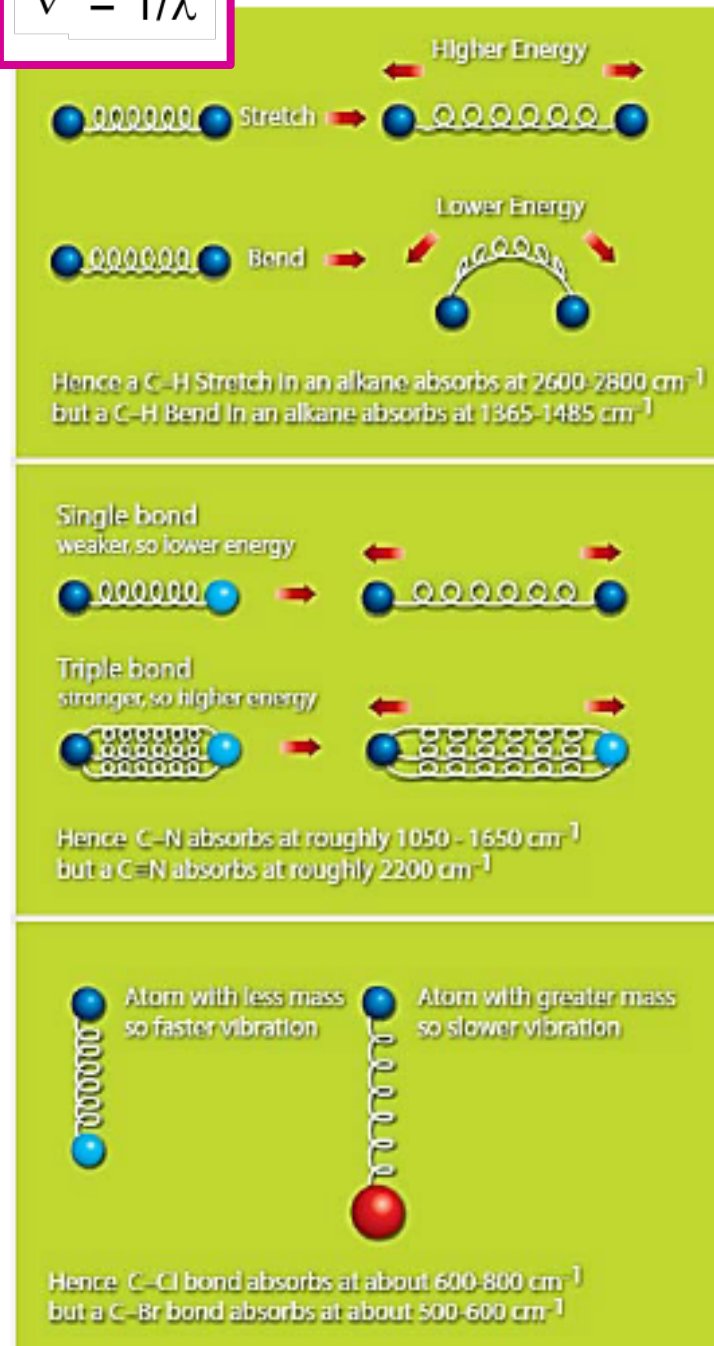 = 1/λ
Higher Energy
Stretch
Lower Energy
Bend
Hence a C–H Stretch in an alkane absorbs at 2600-2800 cm⁻¹
but a C–H Bend in an alkane absorbs at 1365-1485 cm⁻¹
Single bond
weaker, so lower energy
Triple bond
stronger, so higher energy
Hence C–N absorbs at roughly 1050 - 1650 cm⁻¹
but a C≡N absorbs at roughly 2200 cm⁻¹
Atom with less mass
so faster vibration
Atom with greater mass
so slower vibration
Hence C–Cl bond absorbs at about 600-800 cm⁻¹
but a C–Br bond absorbs at about 500-600 cm⁻¹